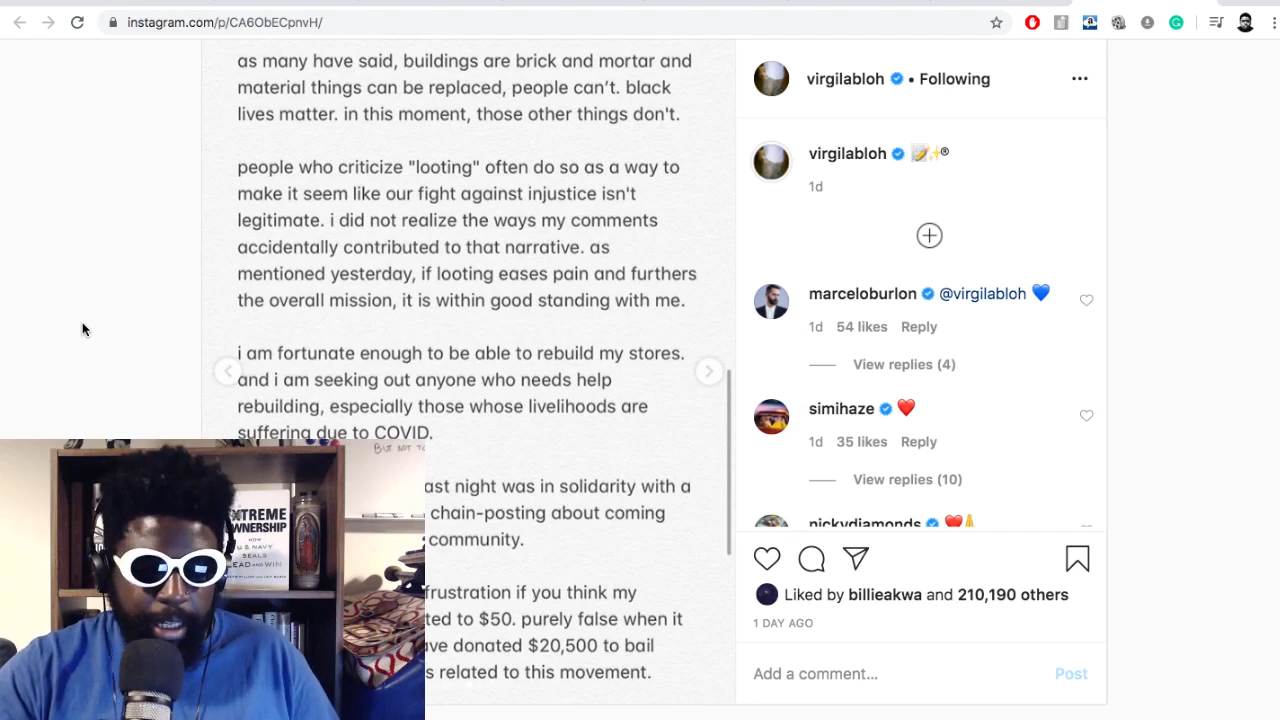 instagram.com/p/CA6ObECpnvH/
as many have said, buildings are brick and mortar and
material things can be replaced, people can't. black
lives matter. in this moment, those other things don't.
people who criticize "looting" often do so as a way to
make it seem like our fight against injustice isn't
legitimate. i did not realize the ways my comments
accidentally contributed to that narrative. as
mentioned yesterday, if looting eases pain and furthers
the overall mission, it is within good standing with me.
i am fortunate enough to be able to rebuild my stores.
and i am seeking out anyone who needs help
rebuilding, especially those whose livelihoods are
suffering due to COVID.
ast night was in solidarity with a
chain-posting about coming
community.
frustration if you think my
ted to $50. purely false when it
ve donated $20,500 to bail
s related to this movement.
BUT NOT
XTREME
OWNERSHIP
HOW
U.S. NAVY
SEALS
LEAD AND WIN
virgilabloh • Following
virgilabloh 📝✨®
1d
marceloburlon @virgilabloh 💙
1d 54 likes Reply
View replies (4)
simihaze ❤️
1d 35 likes Reply
View replies (10)
nickydiamonds ❤️🙏
Liked by billieakwa and 210,190 others
1 DAY AGO
Add a comment... Post